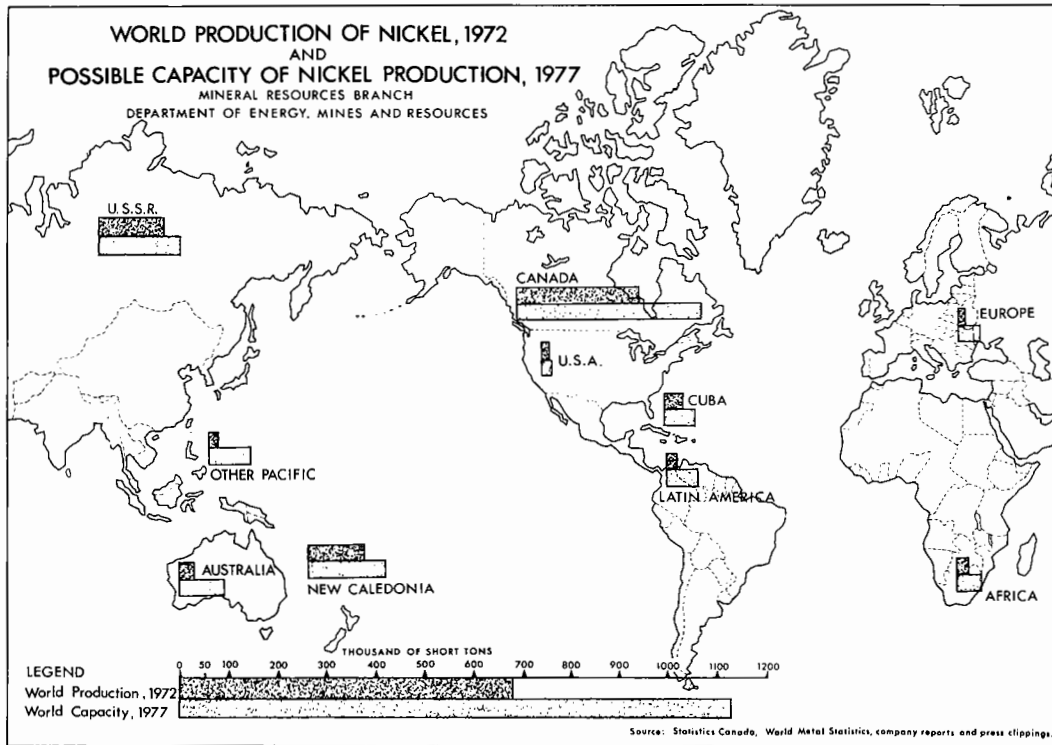 WORLD PRODUCTION OF NICKEL, 1972
AND
POSSIBLE CAPACITY OF NICKEL PRODUCTION, 1977
MINERAL RESOURCES BRANCH
DEPARTMENT OF ENERGY, MINES AND RESOURCES
U.S.S.R.
CANADA
EUROPE
U.S.A.
CUBA
OTHER PACIFIC
LATIN AMERICA
AUSTRALIA
NEW CALEDONIA
AFRICA
THOUSAND OF SHORT TONS
LEGEND
0 50 100 200 300 400 500 600 700 800 900 1000 1100 1200
World Production, 1972
World Capacity, 1977
Source: Statistics Canada, World Metal Statistics, company reports and press clippings.